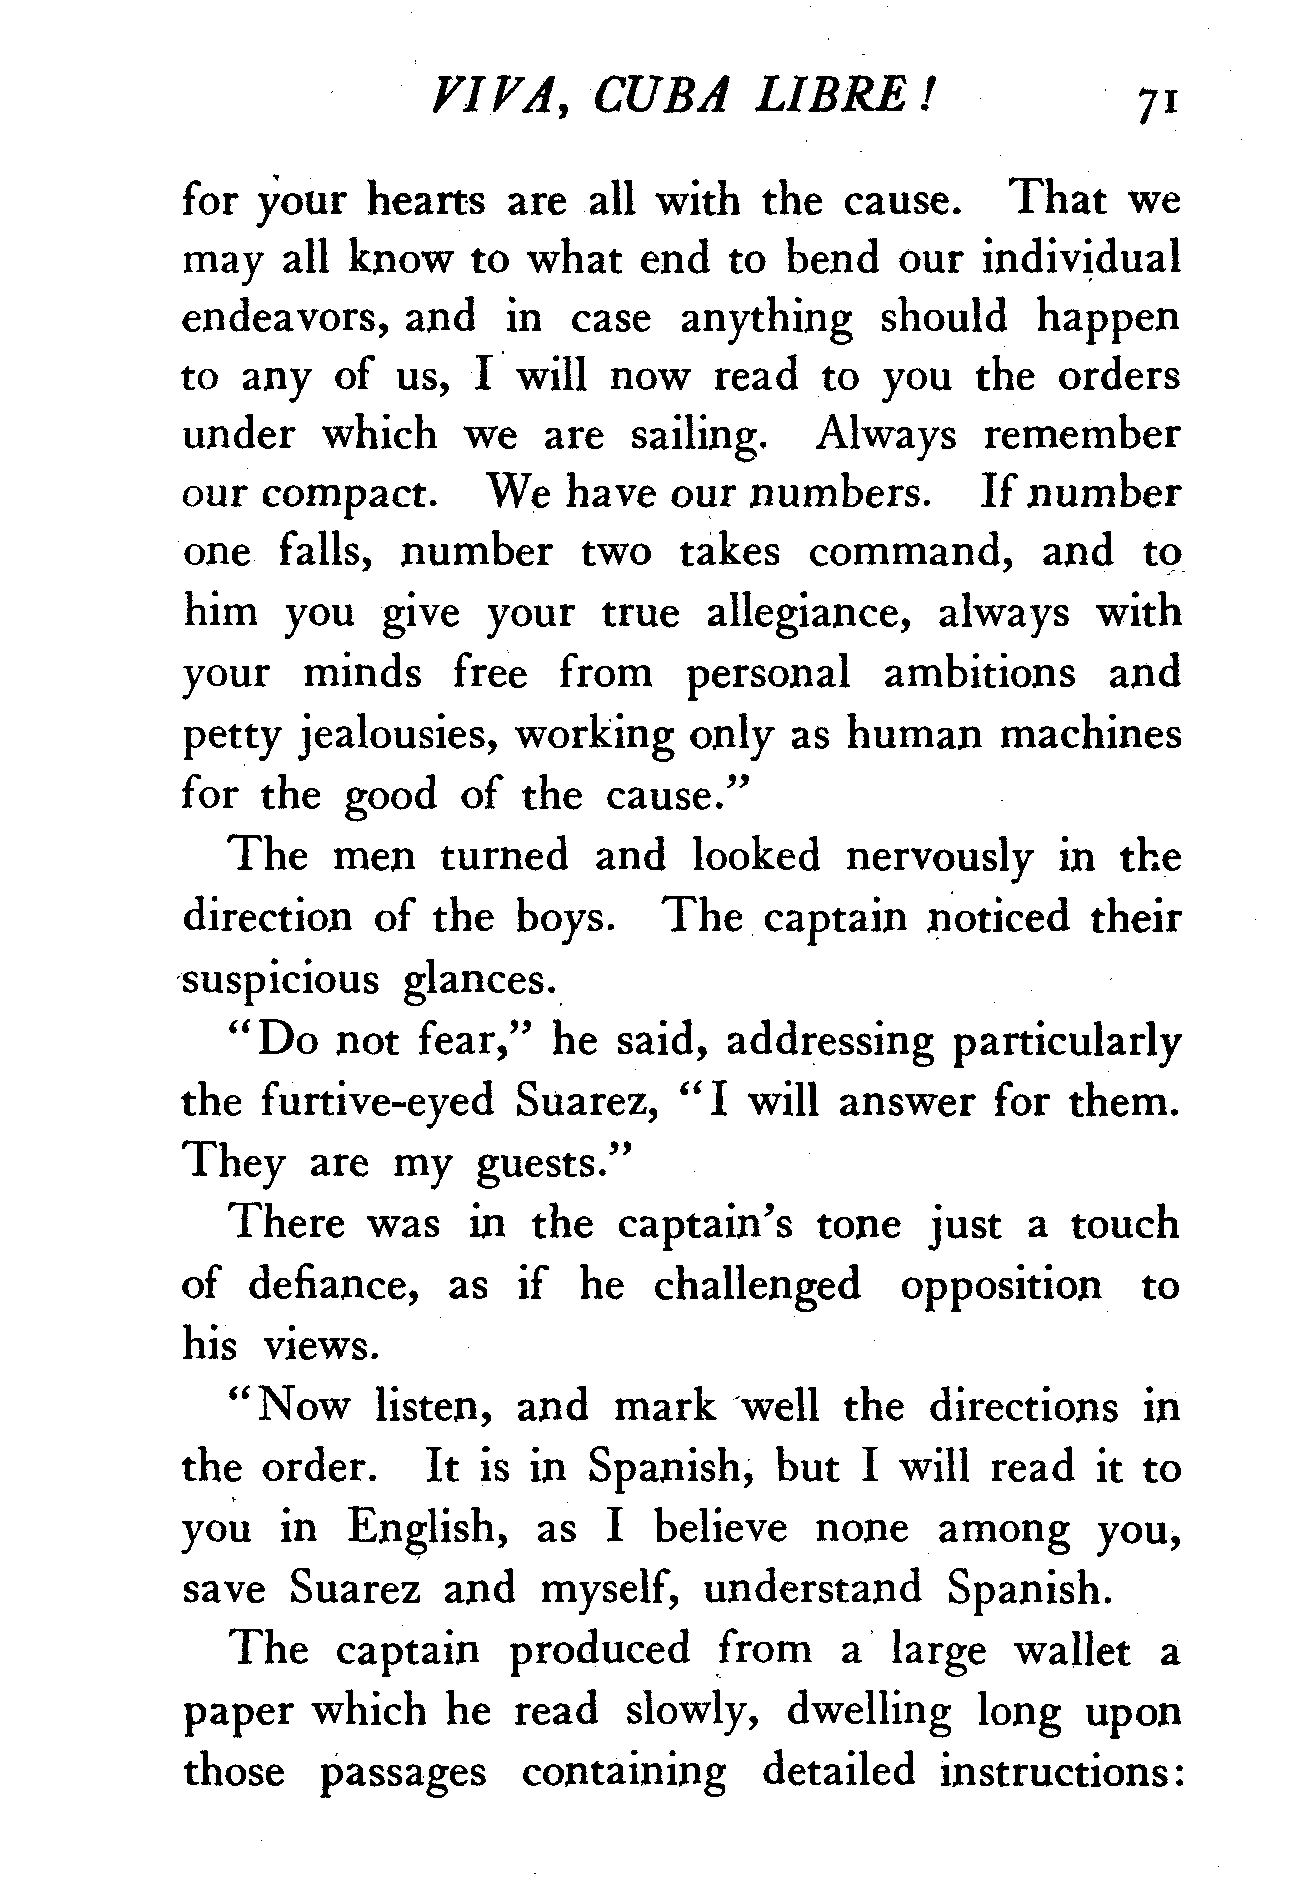 VIVA, CUBA LIBRE! 71
for your hearts are all with the cause. That we
may all know to what end to bend our individual
endeavors, and in case anything should happen
to any of us, I will now read to you the orders
under which we are sailing. Always remember
our compact. We have our numbers. If number
one falls, number two takes command, and to
him you give your true allegiance, always with
your minds free from personal ambitions and
petty jealousies, working only as human machines
for the good of the cause.”
The men turned and looked nervously in the
direction of the boys. The captain noticed their
suspicious glances.
“Do not fear,” he said, addressing particularly
the furtive-eyed Suarez, “I will answer for them.
They are my guests.”
There was in the captain’s tone just a touch
of defiance, as if he challenged opposition to
his views.
“Now listen, and mark well the directions in
the order. It is in Spanish, but I will read it to
you in English, as I believe none among you,
save Suarez and myself, understand Spanish.
The captain produced from a large wallet a
paper which he read slowly, dwelling long upon
those passages containing detailed instructions: